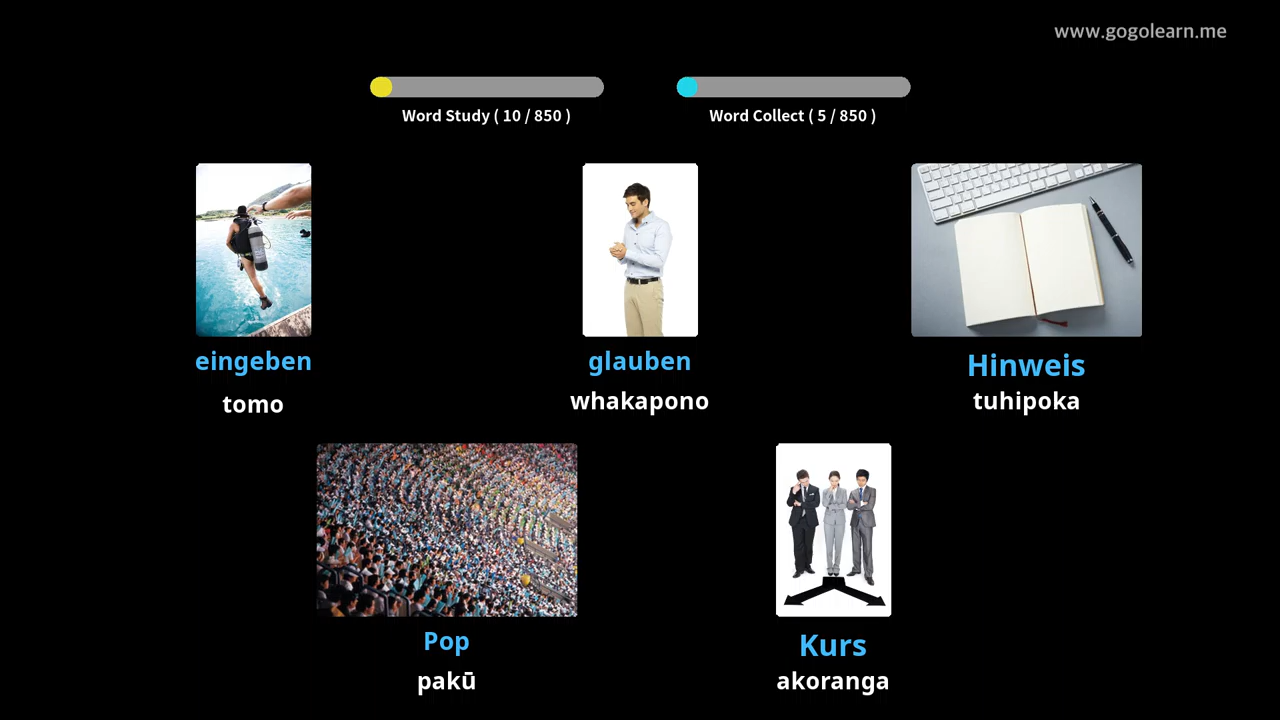 www.gogolearn.me
Word Study ( 10 / 850 )
Word Collect ( 5 / 850 )
eingeben
tomo
glauben
whakapono
Hinweis
tuhipoka
Pop
pakū
Kurs
akoranga